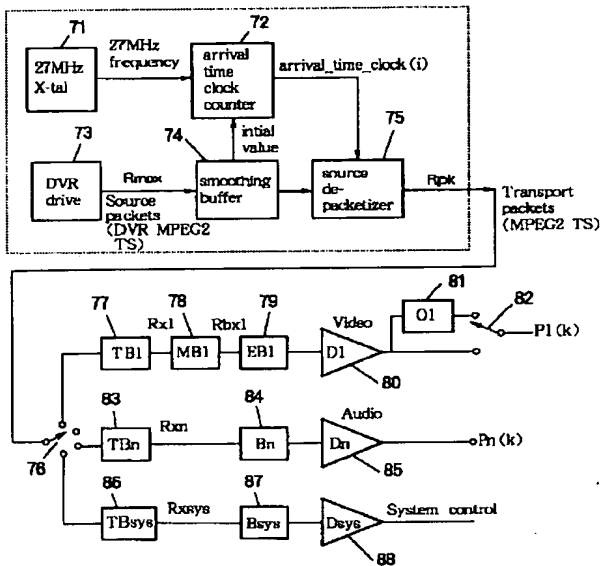 71
72
27MHz
X-tal
27MHz
frequency
arrival
time
clock
counter
arrival_time_clock(i)
73
74
intial
value
75
DVR
drive
Rmax
Source
packets
(DVR MPEG2
TS)
smoothing
buffer
source
de-
packetizer
Rpk
Transport
packets
(MPEG2 TS)
81
77
78
79
82
Rx1
Rbx1
Video
O1
P1(k)
TB1
MB1
EB1
D1
80
83
84
Rxn
Audio
76
TBn
Bn
Dn
Pn(k)
85
86
87
Rxsys
System control
TBsys
Bsys
Dsys
88